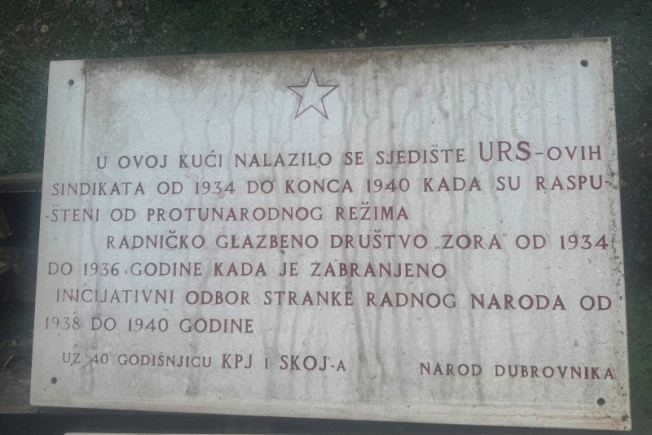 U OVOJ KUĆI NALAZILO SE SJEDIŠTE URS-OVIH
SINDIKATA OD 1934 DO KONCA 1940 KADA SU RASPU-
-ŠTENI OD PROTUNARODNOG REŽIMA
RADNIČKO GLAZBENO DRUŠTVO „ZORA" OD 1934
DO 1936.GODINE KADA JE ZABRANJENO
INICIJATIVNI ODBOR STRANKE RADNOG NARODA OD
1938 DO 1940 GODINE
UZ 40 GODIŠNJICU KPJ I SKOJ-A
NAROD DUBROVNIKA